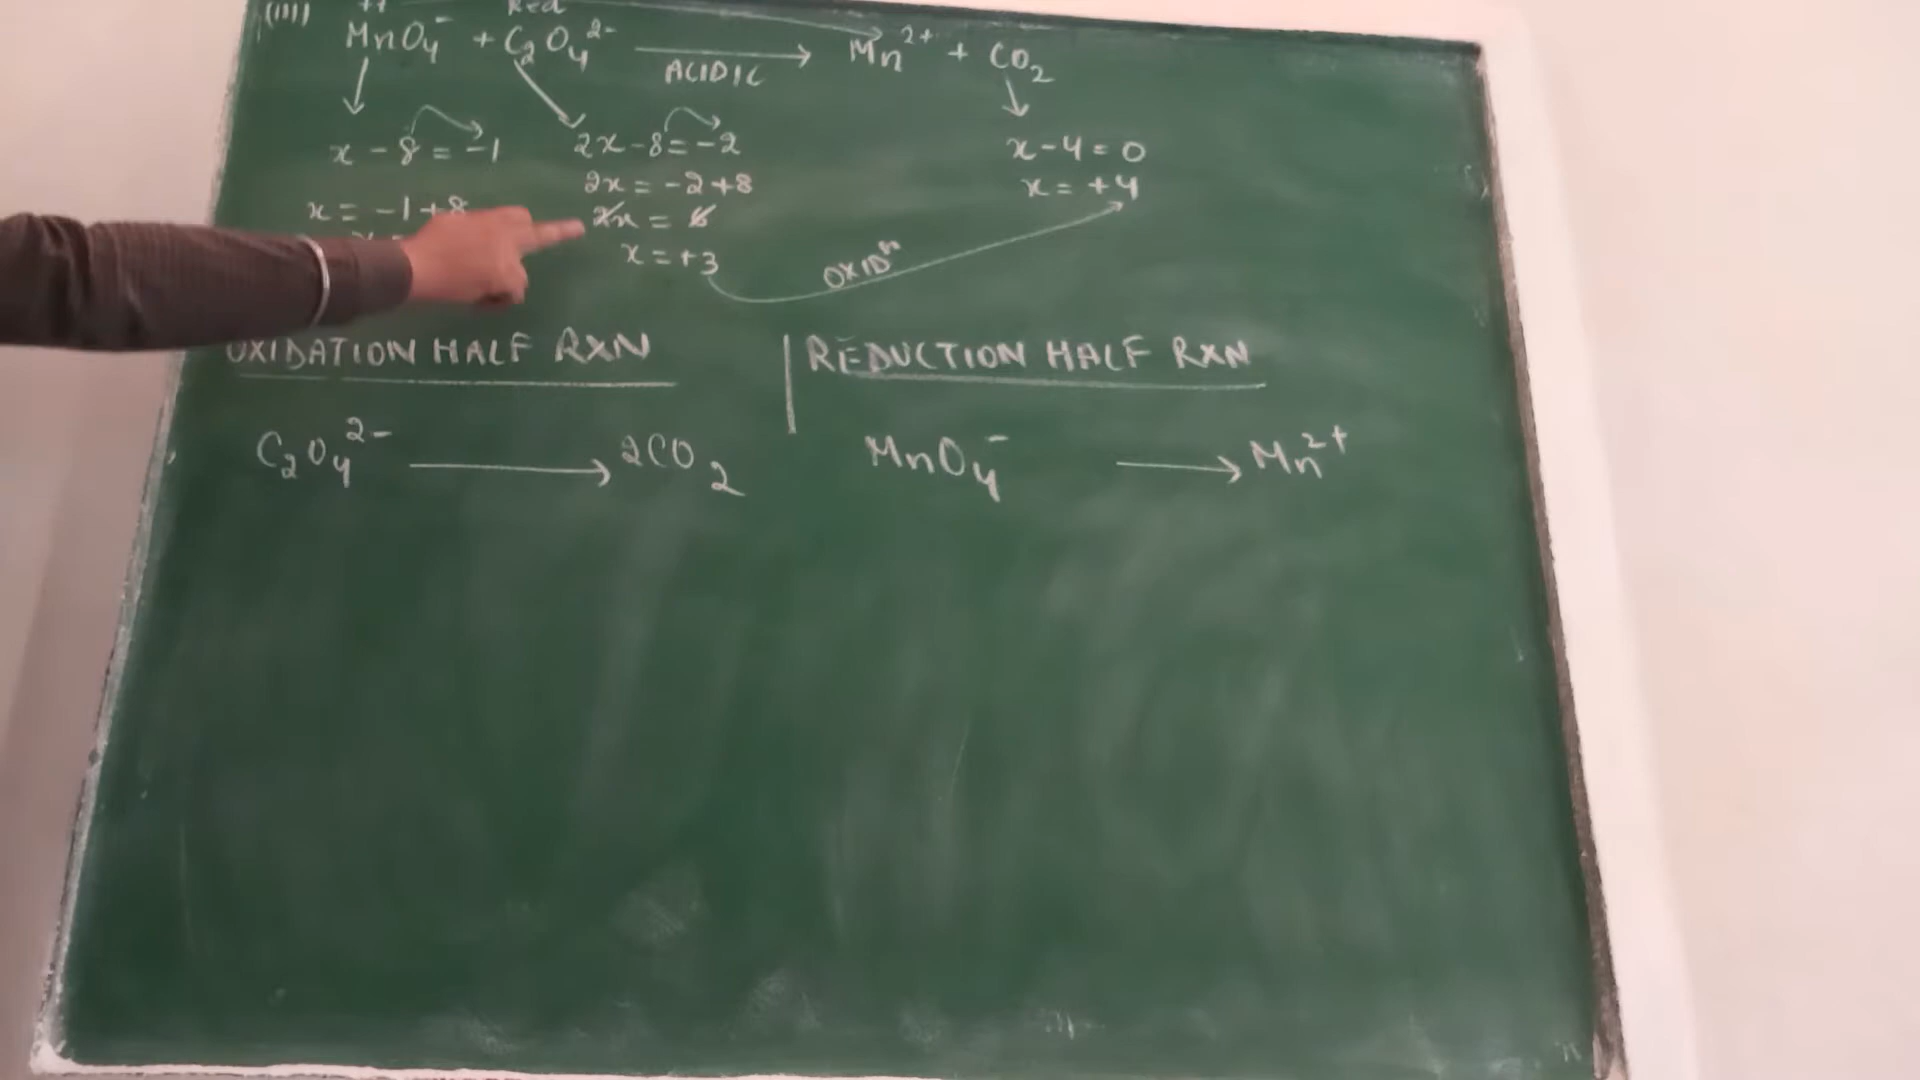 (III) Red
MnO₄⁻ + C₂O₄²⁻ ⟶ Mn²⁺ + CO₂
ACIDIC
x - 8 = -1
2x - 8 = -2
x - 4 = 0
2x = -2 + 8
x = +4
x = -1 + 8
2x = 6
x = +3
OXIDⁿ
OXIDATION HALF RXN | REDUCTION HALF RXN
C₂O₄²⁻ ⟶ 2CO₂
MnO₄⁻ ⟶ Mn²⁺